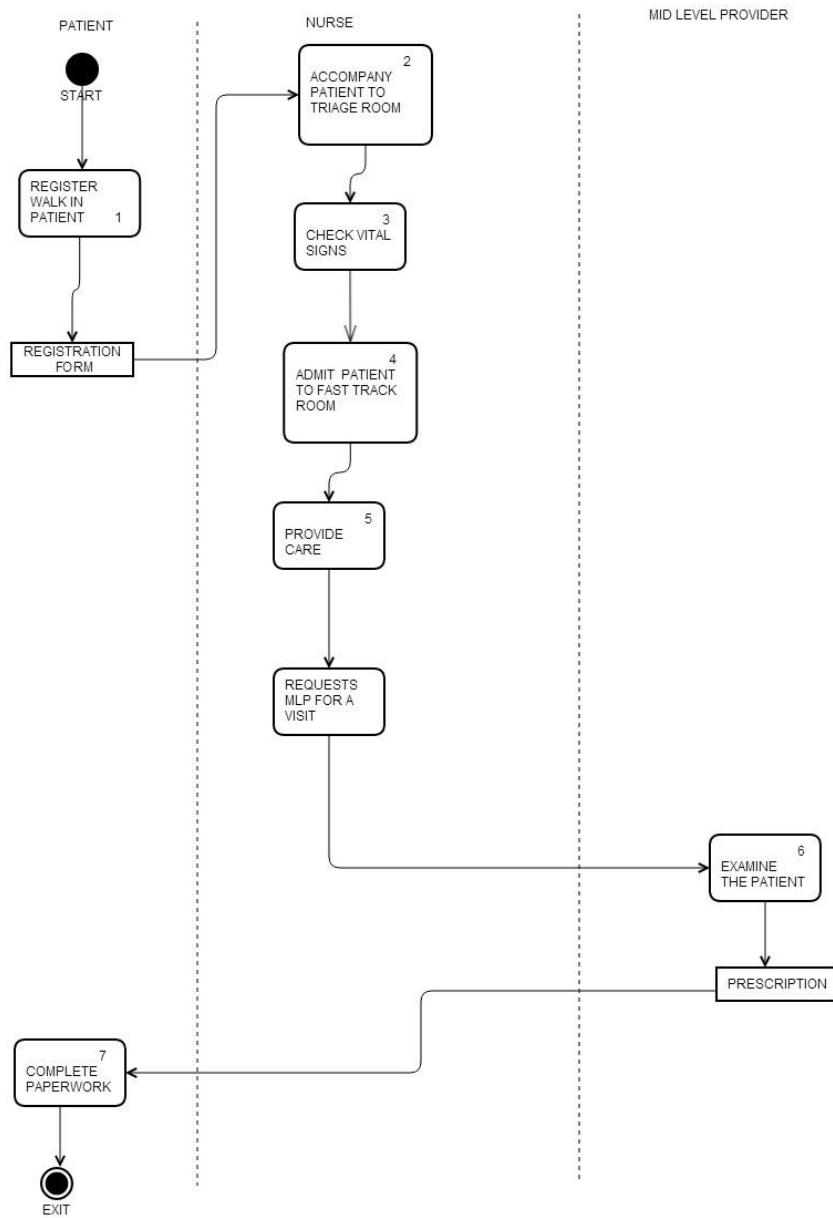 PATIENT
NURSE
MID LEVEL PROVIDER
START
2
ACCOMPANY
PATIENT TO
TRIAGE ROOM
REGISTER
WALK IN
PATIENT 1
3
CHECK VITAL
SIGNS
REGISTRATION
FORM
4
ADMIT PATIENT
TO FAST TRACK
ROOM
5
PROVIDE
CARE
REQUESTS
MLP FOR A
VISIT
6
EXAMINE
THE PATIENT
PRESCRIPTION
7
COMPLETE
PAPERWORK
EXIT